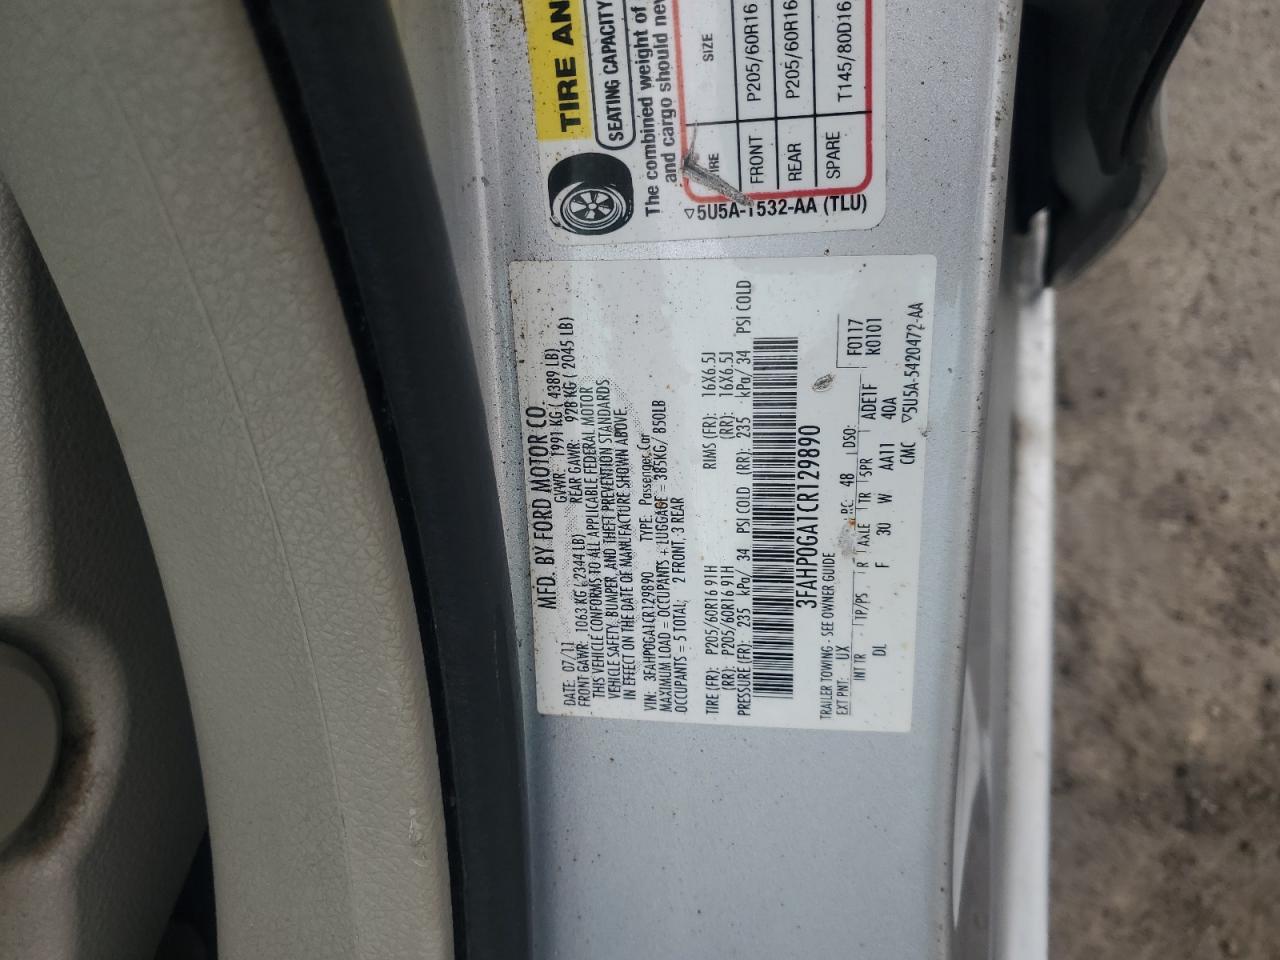 MFD. BY FORD MOTOR CO.
DATE: 07/11 GVWR: 1991 KG ( 4389 LB)
FRONT GAWR: 1063 KG ( 2344 LB) REAR GAWR: 928 KG ( 2045 LB)
THIS VEHICLE CONFORMS TO ALL APPLICABLE FEDERAL MOTOR
VEHICLE SAFETY, BUMPER, AND THEFT PREVENTION STANDARDS
IN EFFECT ON THE DATE OF MANUFACTURE SHOWN ABOVE
VIN: 3FAHP0GA1CR129890 TYPE: Passenger Car
MAXIMUM LOAD = OCCUPANTS + LUGGAGE = 385KG/ 850LB
OCCUPANTS = 5 TOTAL; 2 FRONT, 3 REAR
TIRE (FR): P205/60R16 91H RIMS (FR): 16X6.5J
(RR): P205/60R16 91H (RR): 16X6.5J
PRESSURE (FR): 235 kPa/ 34 PSI COLD (RR): 235 kPa/ 34 PSI COLD
3FAHP0GA1CR129890
TRAILER TOWING - SEE OWNER GUIDE F0117
EXT PNT: UX RC: 48 DSO: K0101
INT TR TP/PS R AXLE TR SPR ADE1F
DL F 30 W AA11 40A
CMC ▽5U5A-5420472-AA
TIRE AN
SEATING CAPACITY
The combined weight of
and cargo should nev
IRE SIZE
FRONT P205/60R16
REAR P205/60R16
SPARE T145/80D16
▽5U5A-1532-AA (TLU)